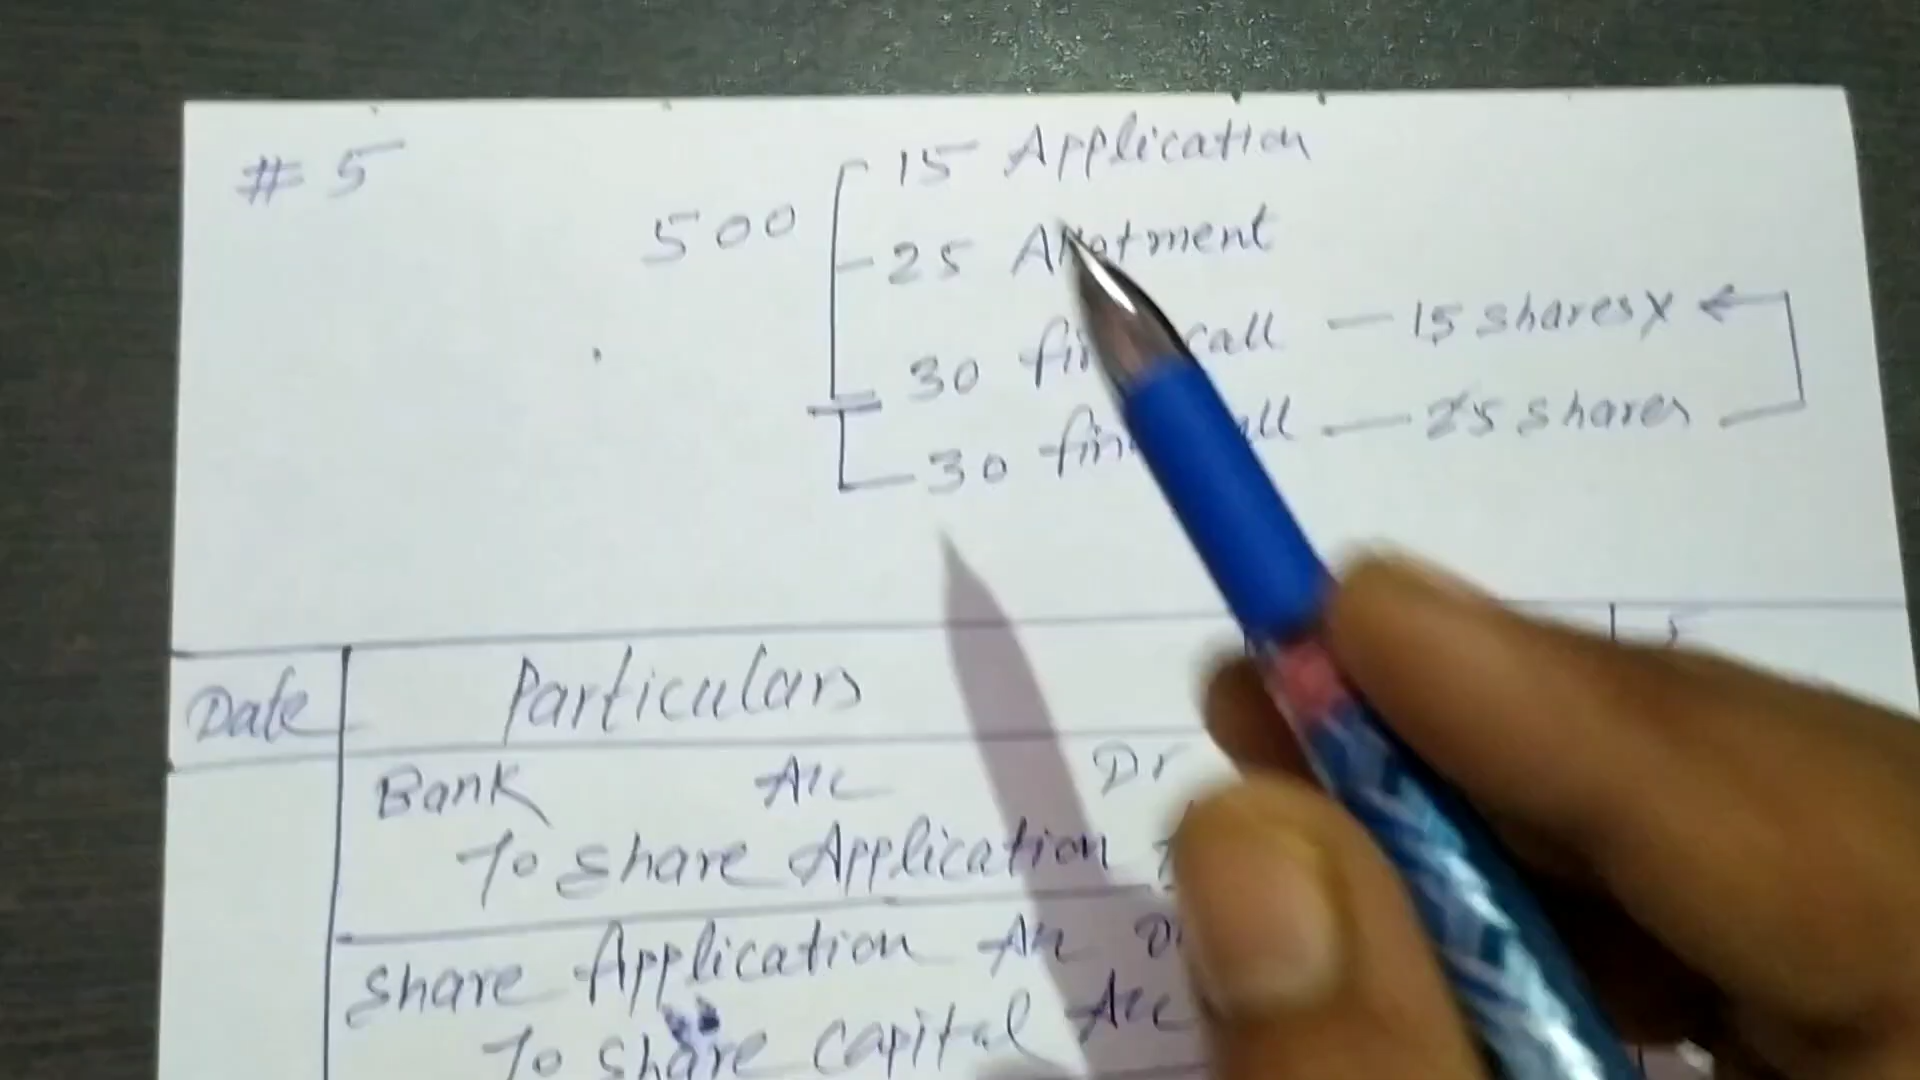 # 5
500
15 Application
25 Allotment
30 call — 15 shares x
30 — 25 shares
Date Particulars
Bank A/c Dr
To share Application
share Application A/c
To share capital A/c